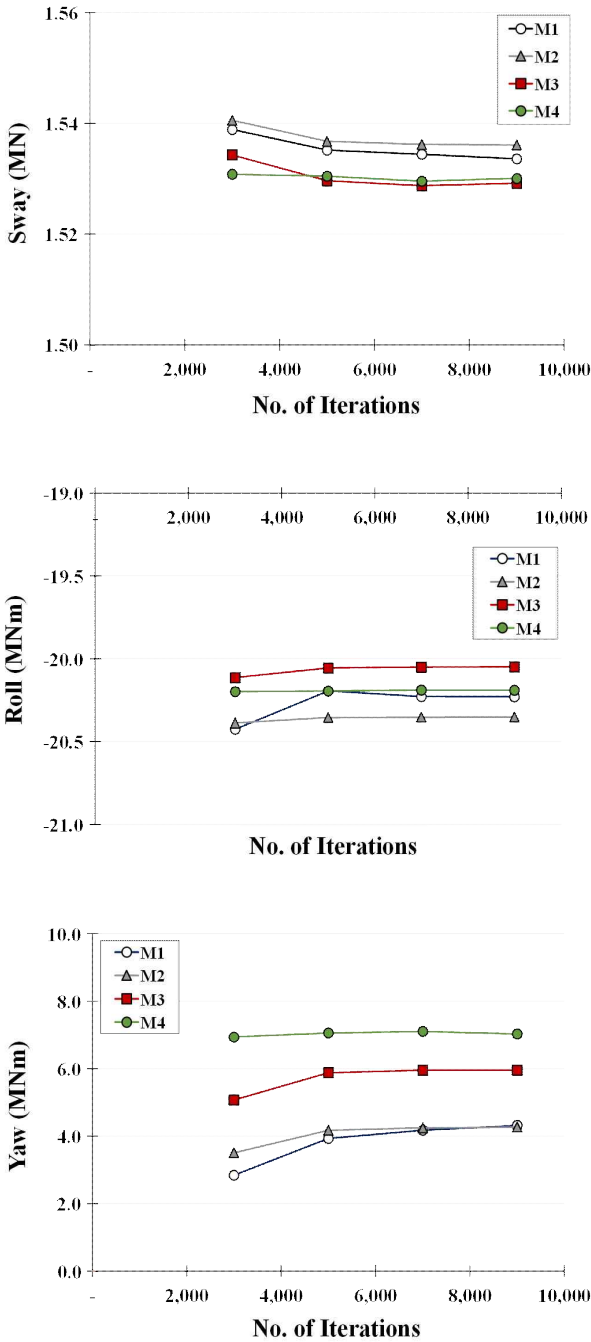 1.56
M1
M2
M3
M4
1.54
Sway (MN)
1.52
1.50
- 2,000 4,000 6,000 8,000 10,000
No. of Iterations
-19.0
- 2,000 4,000 6,000 8,000 10,000
M1
M2
M3
M4
-19.5
Roll (MNm)
-20.0
-20.5
-21.0
No. of Iterations
10.0
M1
M2
M3
M4
8.0
6.0
Yaw (MNm)
4.0
2.0
0.0
- 2,000 4,000 6,000 8,000 10,000
No. of Iterations